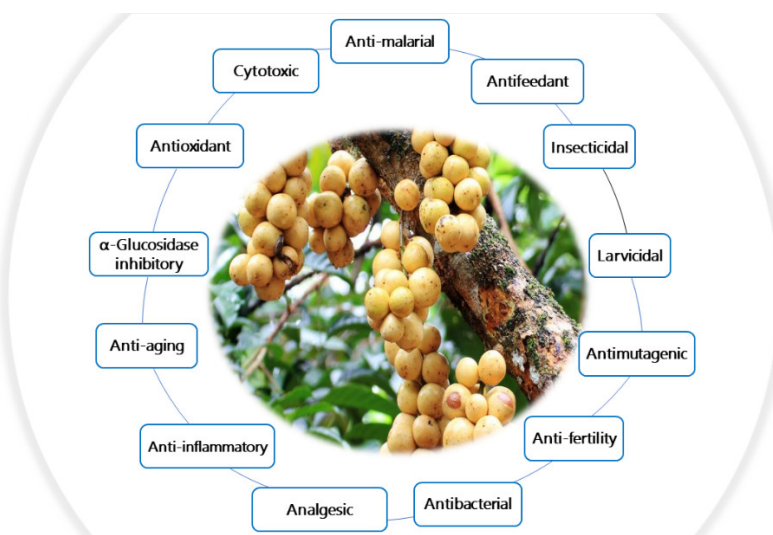 Anti-malarial
Cytotoxic
Antifeedant
Antioxidant
Insecticidal
α-Glucosidase
inhibitory
Larvicidal
Anti-aging
Antimutagenic
Anti-inflammatory
Anti-fertility
Analgesic
Antibacterial